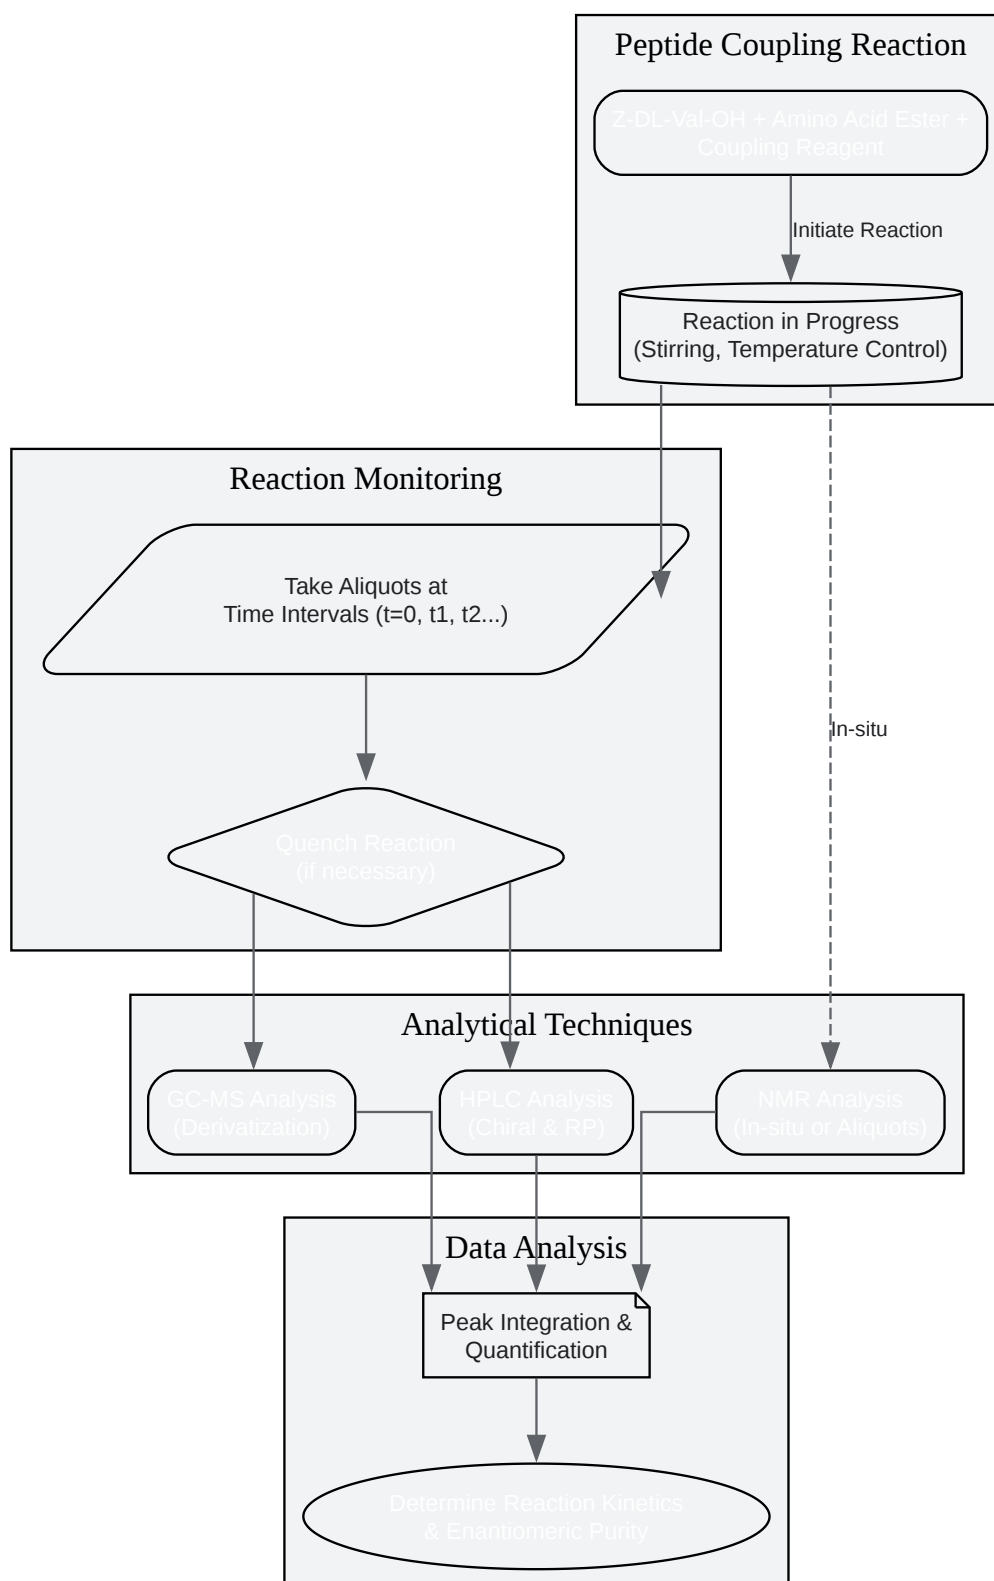 Peptide Coupling Reaction
Z-DL-Val-OH + Amino Acid Ester +
Coupling Reagent
Initiate Reaction
Reaction in Progress
(Stirring, Temperature Control)
Reaction Monitoring
Take Aliquots at
Time Intervals (t=0, t1, t2...)
In-situ
Quench Reaction
(if necessary)
Analytical Techniques
GC-MS Analysis
(Derivatization)
HPLC Analysis
(Chiral & RP)
NMR Analysis
(In-situ or Aliquots)
Data Analysis
Peak Integration &
Quantification
Determine Reaction Kinetics
& Enantiomeric Purity